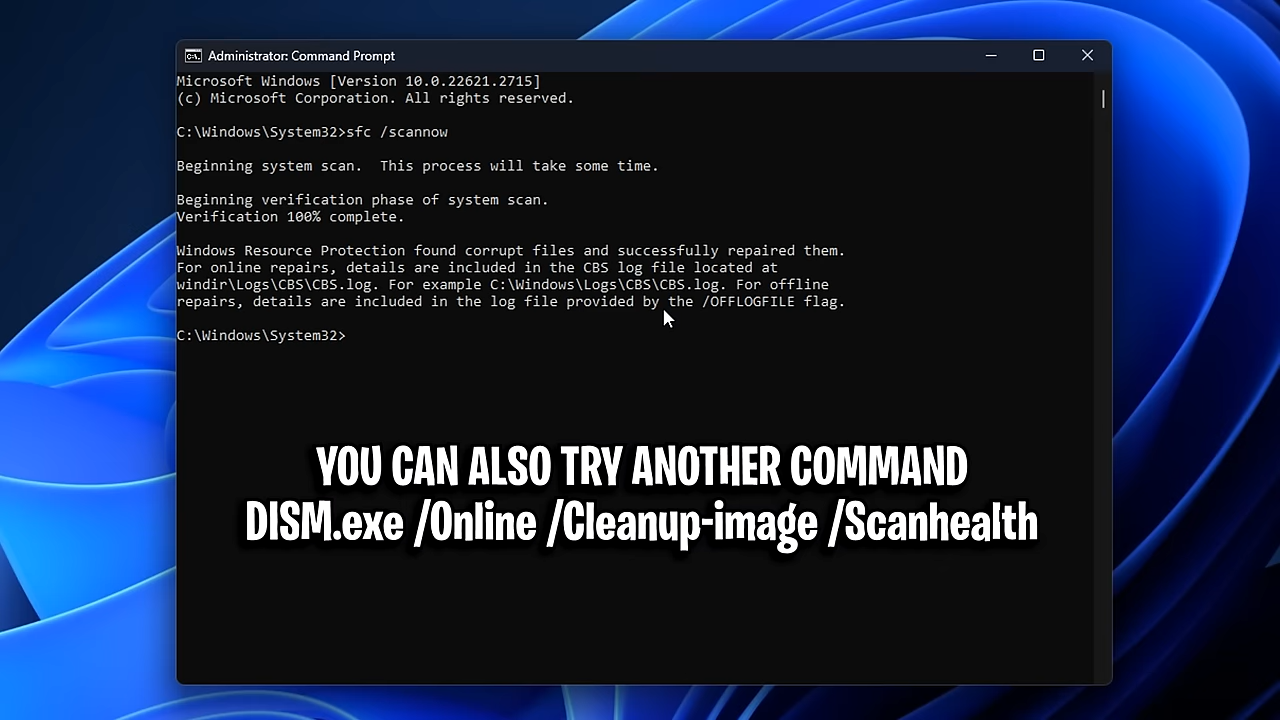 Administrator: Command Prompt
Microsoft Windows [Version 10.0.22621.2715]
(c) Microsoft Corporation. All rights reserved.
C:\Windows\System32>sfc /scannow
Beginning system scan.  This process will take some time.
Beginning verification phase of system scan.
Verification 100% complete.
Windows Resource Protection found corrupt files and successfully repaired them.
For online repairs, details are included in the CBS log file located at
windir\Logs\CBS\CBS.log. For example C:\Windows\Logs\CBS\CBS.log. For offline
repairs, details are included in the log file provided by the /OFFLOGFILE flag.
C:\Windows\System32>
YOU CAN ALSO TRY ANOTHER COMMAND
DISM.exe /Online /Cleanup-image /Scanhealth